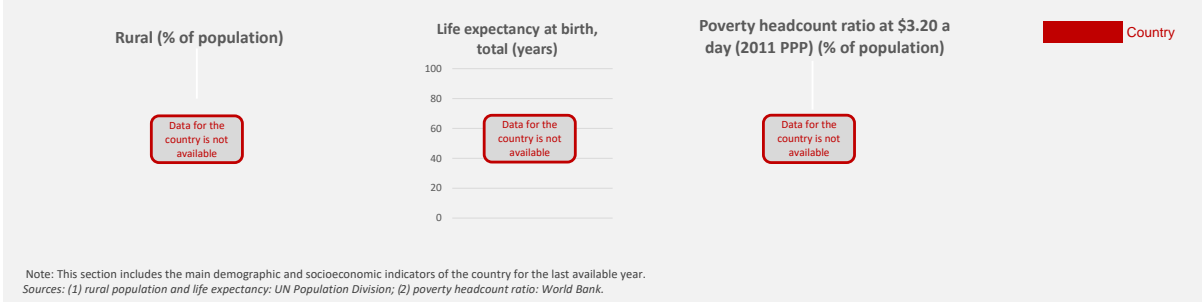 Rural (% of population)
Data for the
country is not
available
Life expectancy at birth,
total (years)
100
80
60
40
20
0
Data for the
country is not
available
Poverty headcount ratio at $3.20 a
day (2011 PPP) (% of population)
Data for the
country is not
available
Country
Note: This section includes the main demographic and socioeconomic indicators of the country for the last available year.
Sources: (1) rural population and life expectancy: UN Population Division; (2) poverty headcount ratio: World Bank.